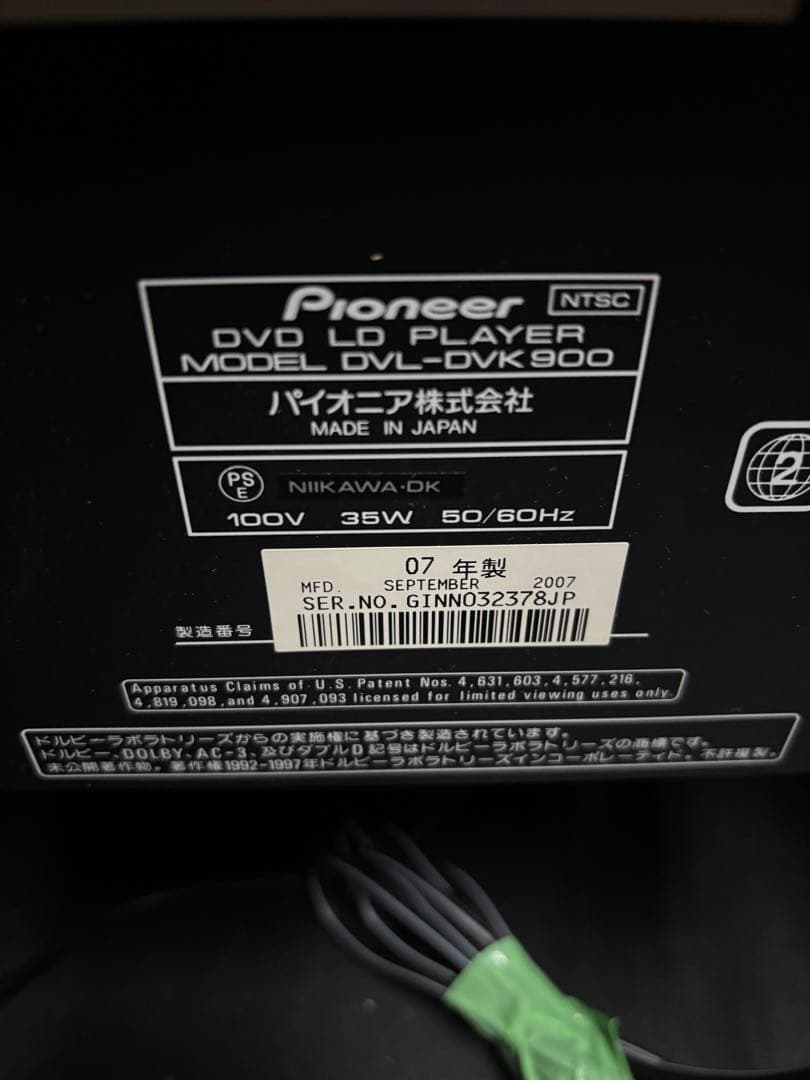 Pioneer NTSC
DVD LD PLAYER
MODEL DVL-DVK900
パイオニア株式会社
MADE IN JAPAN
PS E NIIKAWA・DK
100V 35W 50/60Hz
2
07 年製
MFD. SEPTEMBER 2007
SER.NO.GINN032378JP
製造番号
Apparatus Claims of U.S. Patent Nos. 4,631,603, 4,577,216,
4,819,098, and 4,907,093 licensed for limited viewing uses only.
ドルビーラボラトリーズからの実施権に基づき製造されています。
ドルビー、DOLBY、AC-3、及びダブルD記号はドルビーラボラトリーズの商標です。
未公開著作物。著作権1992-1997年ドルビーラボラトリーズインコーポレーテイド。不許複製。